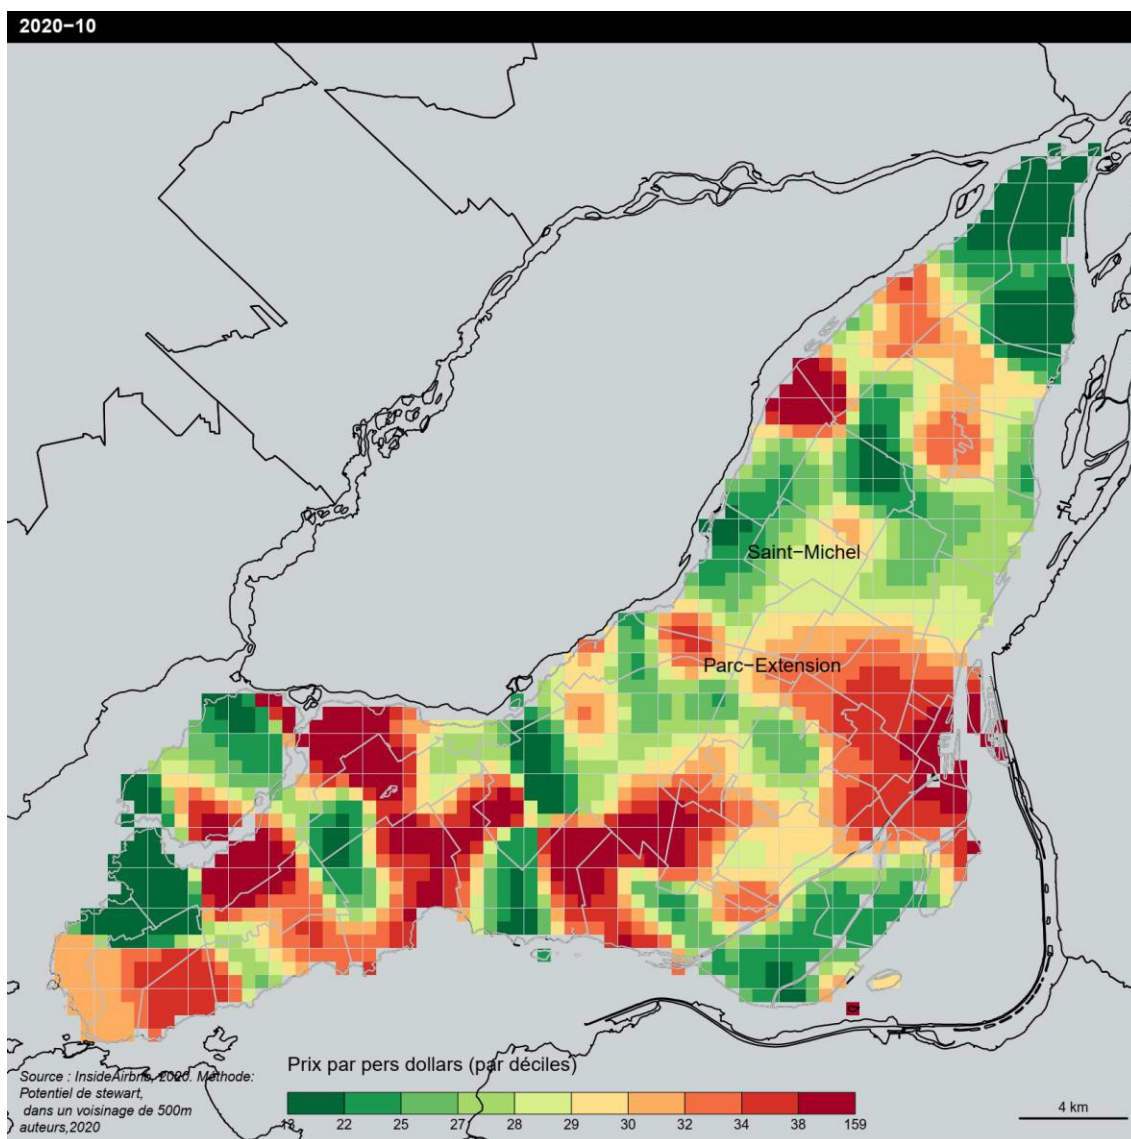 2020−10
Saint−Michel
Parc−Extension
Prix par pers dollars (par déciles)
Source : InsideAirbnb, 2020. Méthode:
Potentiel de stewart,
dans un voisinage de 500m
auteurs,2020
22 25 27 28 29 30 32 34 38 159
4 km